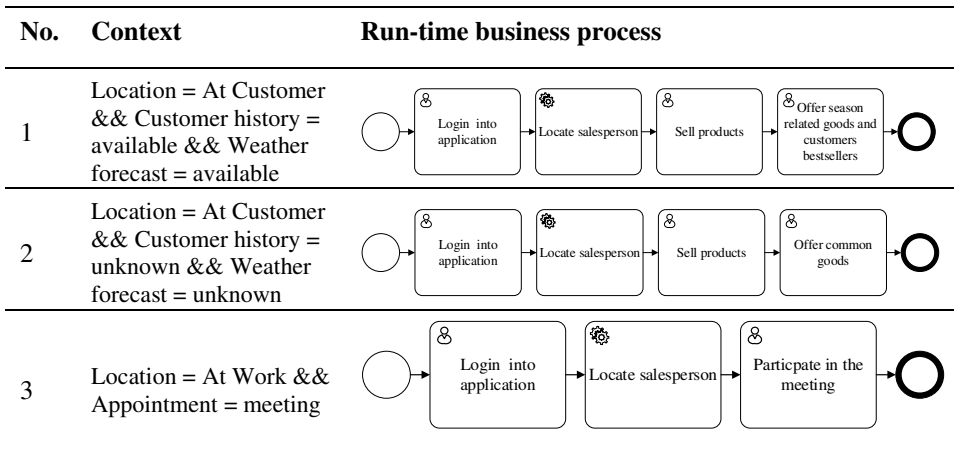 No. Context Run-time business process
1
Location = At Customer
&& Customer history =
available && Weather
forecast = available
Login into
application
Locate salesperson
Sell products
Offer season
related goods and
customers
bestsellers
2
Location = At Customer
&& Customer history =
unknown && Weather
forecast = unknown
Login into
application
Locate salesperson
Sell products
Offer common
goods
3
Location = At Work &&
Appointment = meeting
Login into
application
Locate salesperson
Particpate in the
meeting